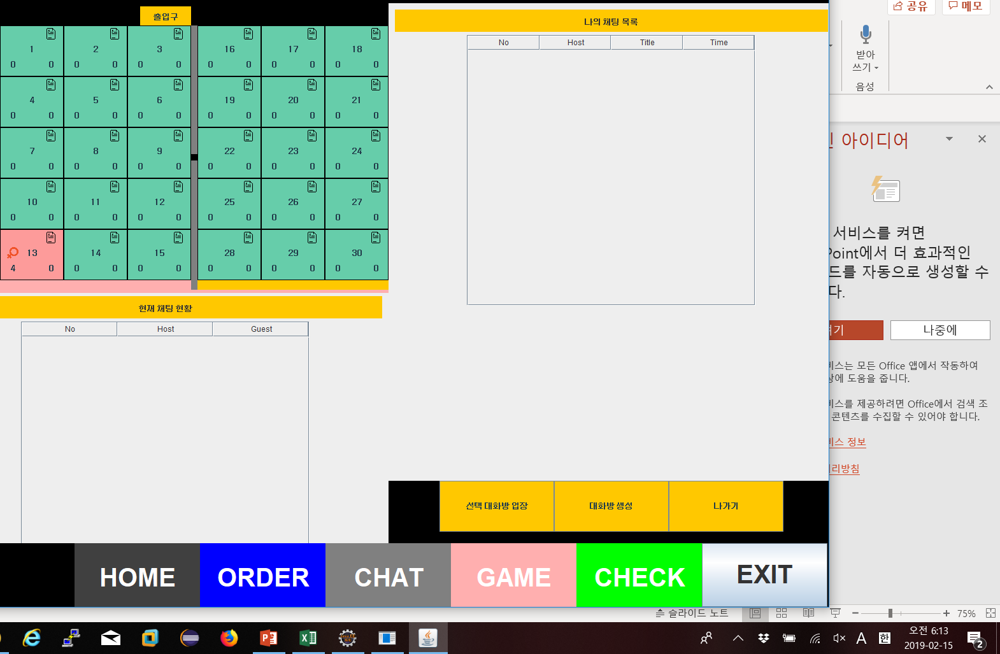 출입구
1 2 3 16 17 18
0 0 0 0 0 0 0 0 0 0 0 0
4 5 6 19 20 21
0 0 0 0 0 0 0 0 0 0 0 0
7 8 9 22 23 24
0 0 0 0 0 0 0 0 0 0 0 0
10 11 12 25 26 27
0 0 0 0 0 0 0 0 0 0 0 0
13 14 15 28 29 30
4 0 0 0 0 0 0 0 0 0 0 0
현재 채팅 현황
No Host Guest
나의 채팅 목록
No Host Title Time
선택 대화방 입장 대화방 생성 나가기
HOME ORDER CHAT GAME CHECK EXIT
공유 메모
받아
쓰기
음성
아이디어
서비스를 켜면
Point에서 더 효과적인
드를 자동으로 생성할 수
다.
켜기 나중에
비스는 모든 Office 앱에서 작동하여
상에 도움을 줍니다.
비스를 제공하려면 Office에서 검색 조
콘텐츠를 수집할 수 있어야 합니다.
비스 정보
리방침
슬라이드 노트 75%
A 한 오전 6:13
2019-02-15
2